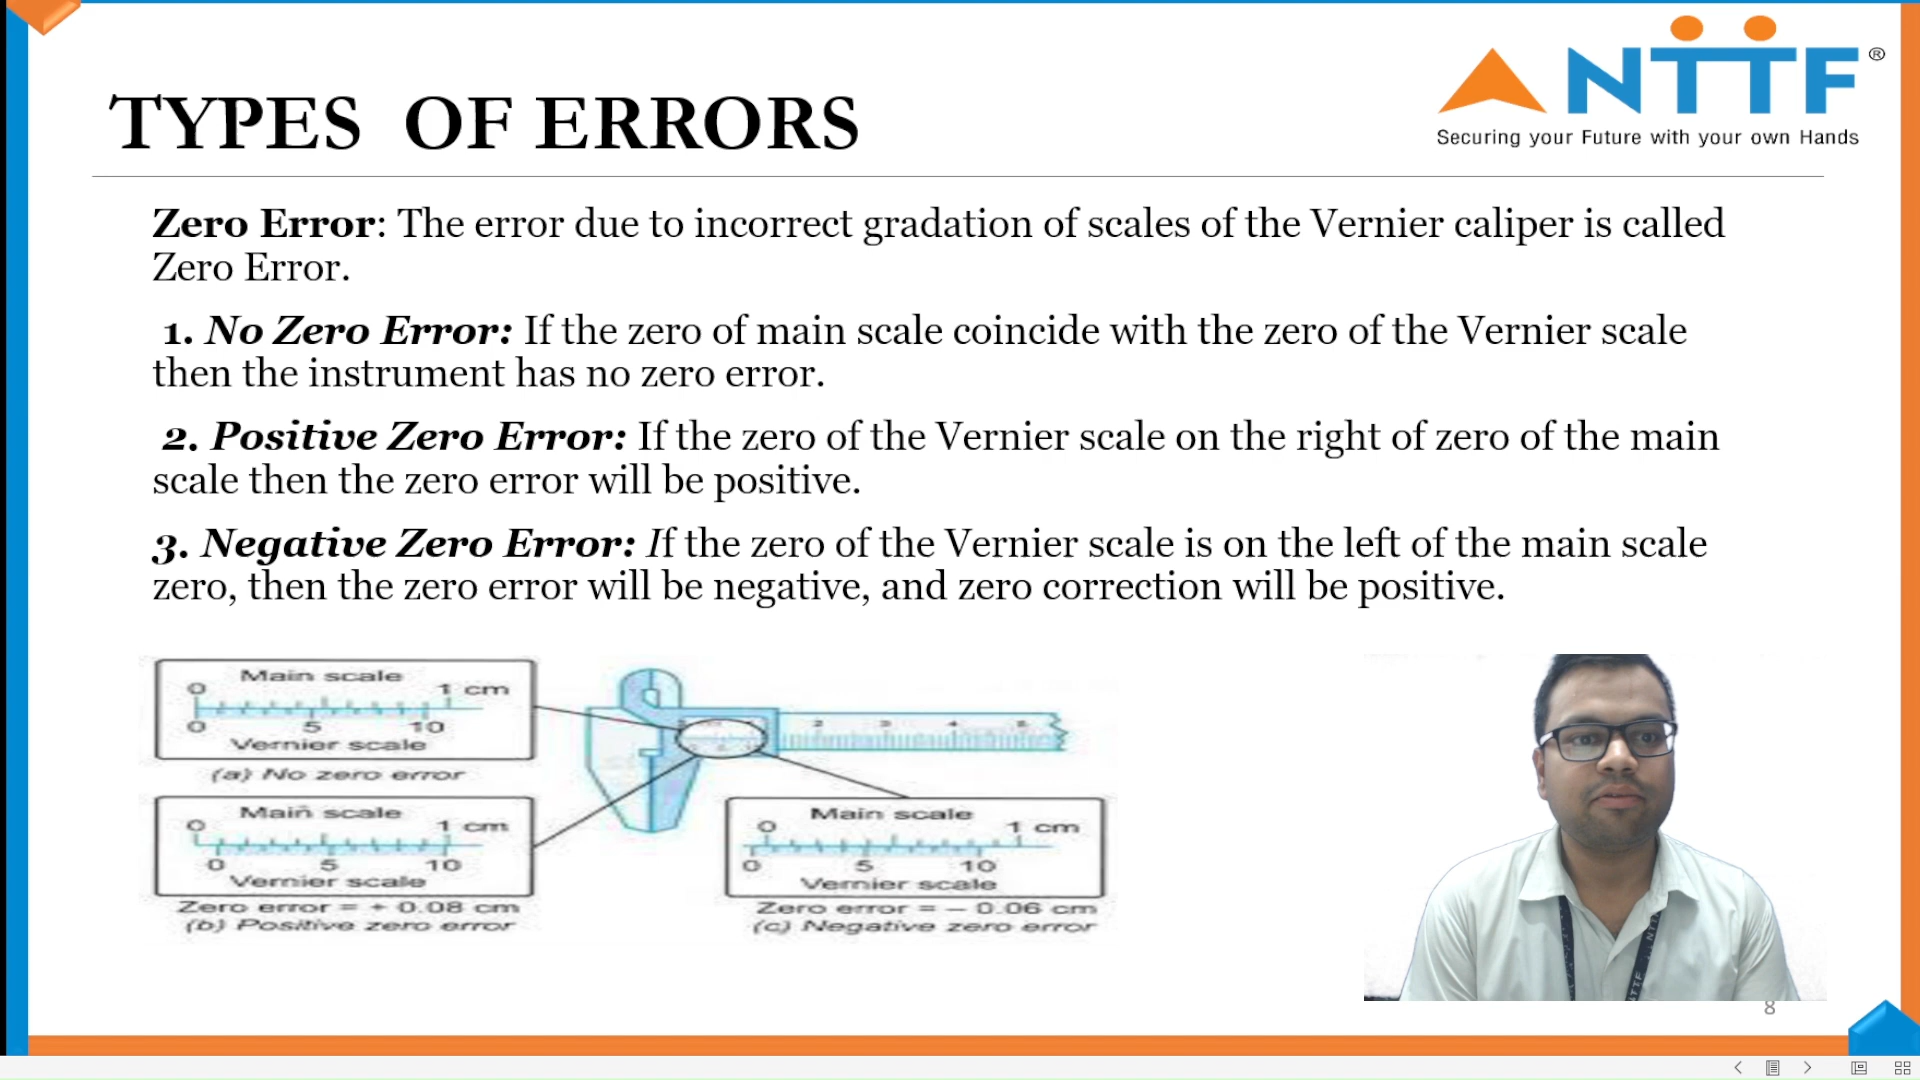 NTTF ®
Securing your Future with your own Hands
TYPES OF ERRORS
Zero Error: The error due to incorrect gradation of scales of the Vernier caliper is called
Zero Error.
1. No Zero Error: If the zero of main scale coincide with the zero of the Vernier scale
then the instrument has no zero error.
2. Positive Zero Error: If the zero of the Vernier scale on the right of zero of the main
scale then the zero error will be positive.
3. Negative Zero Error: If the zero of the Vernier scale is on the left of the main scale
zero, then the zero error will be negative, and zero correction will be positive.
Main scale
0 1 cm
0 5 10
Vernier scale
(a) No zero error
2 3 4
Main scale
0 1 cm
0 5 10
Vernier scale
Zero error = + 0.08 cm
(b) Positive zero error
Main scale
0 1 cm
0 5 10
Vernier scale
Zero error = – 0.06 cm
(c) Negative zero error
8